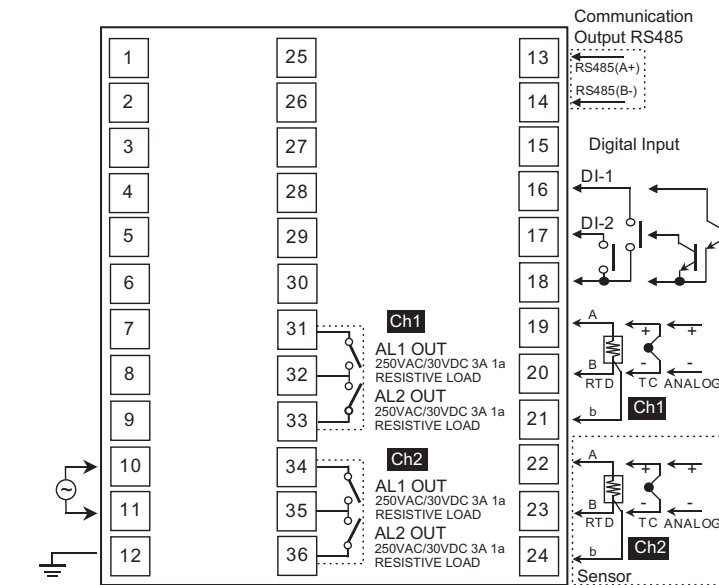 Communication
Output RS485
1
25
13
RS485(A+)
2
26
14
RS485(B-)
3
27
15
Digital Input
4
28
16
DI-1
5
29
17
DI-2
6
30
18
7
31
Ch1
19
A
+
+
AL1 OUT
250VAC/30VDC 3A 1a
RESISTIVE LOAD
8
32
20
B
-
-
RTD
TC
ANALOG
AL2 OUT
250VAC/30VDC 3A 1a
RESISTIVE LOAD
9
33
21
b
Ch1
10
34
Ch2
22
A
+
+
AL1 OUT
250VAC/30VDC 3A 1a
RESISTIVE LOAD
11
35
23
B
-
-
RTD
TC
ANALOG
AL2 OUT
250VAC/30VDC 3A 1a
RESISTIVE LOAD
12
36
24
b
Ch2
Sensor